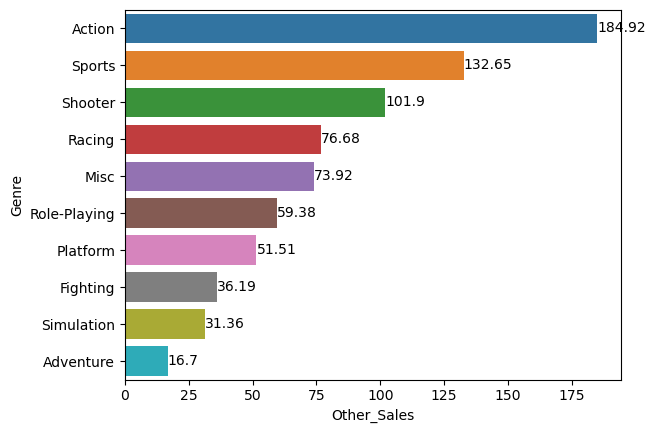 Action
184.92
Sports
132.65
Shooter
101.9
Racing
76.68
Misc
73.92
Role-Playing
59.38
Platform
51.51
Fighting
36.19
Simulation
31.36
Adventure
16.7
Genre
0 25 50 75 100 125 150 175
Other_Sales